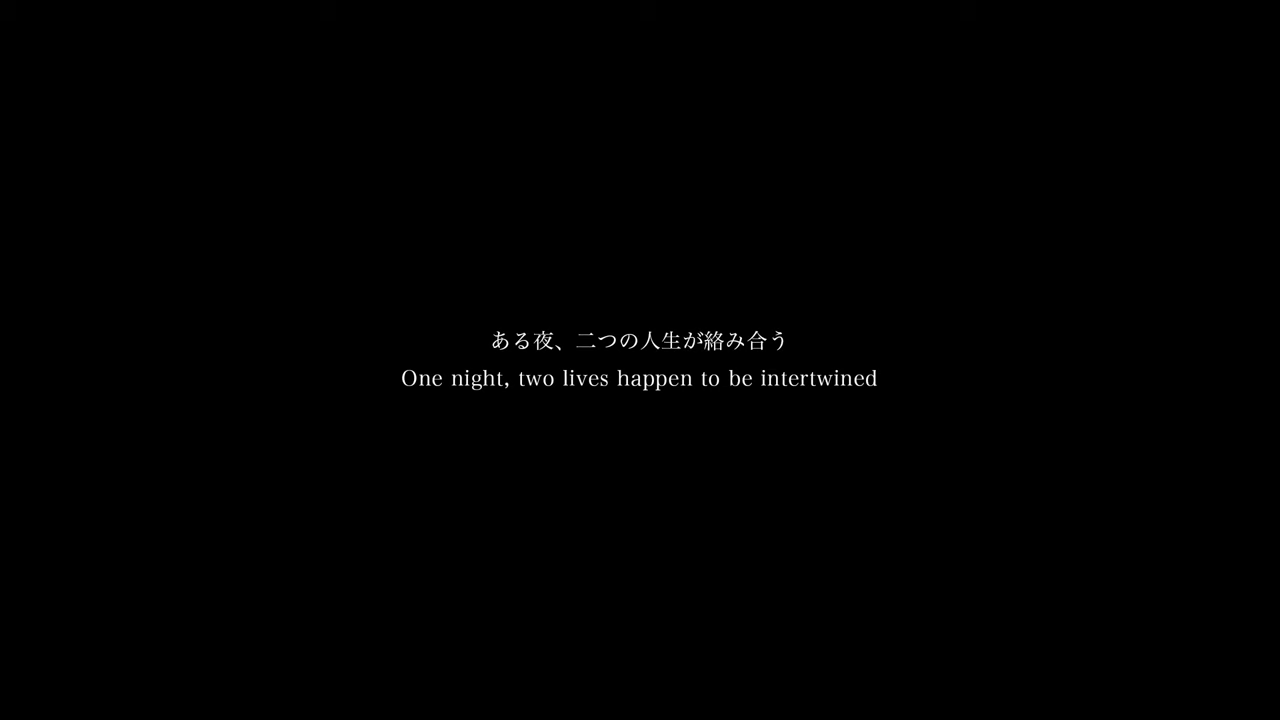 ある夜、二つの人生が絡み合う
One night, two lives happen to be intertwined